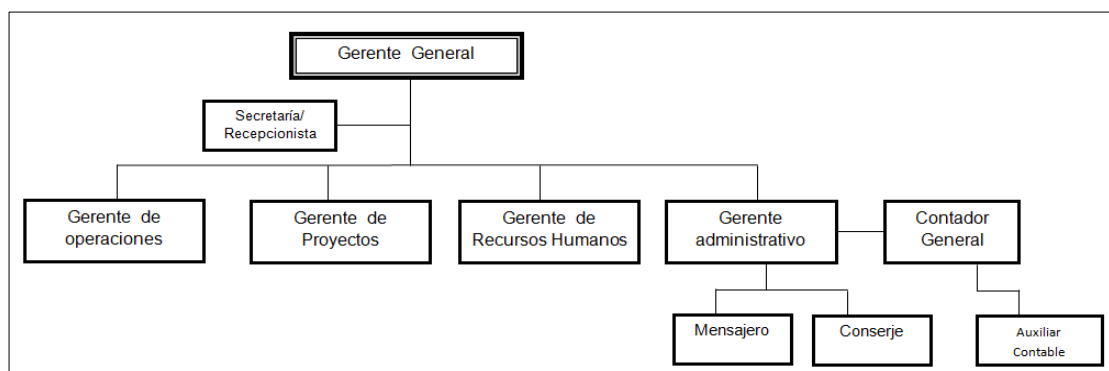 Gerente General
Secretaría/
Recepcionista
Gerente de
operaciones
Gerente de
Proyectos
Gerente de
Recursos Humanos
Gerente
administrativo
Contador
General
Mensajero
Conserje
Auxiliar
Contable